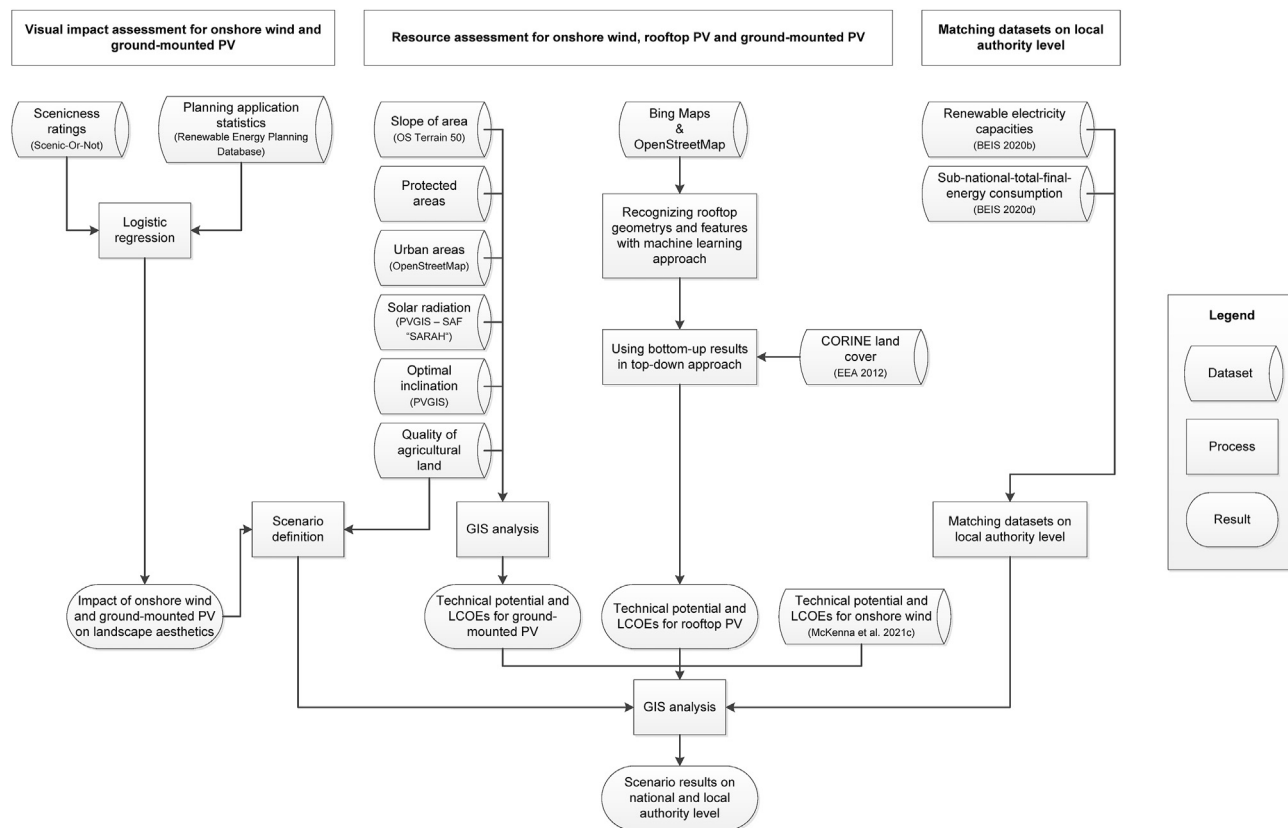 Visual impact assessment for onshore wind and
ground-mounted PV
Resource assessment for onshore wind, rooftop PV and ground-mounted PV
Matching datasets on local
authority level
Scenicness
ratings
(Scenic-Or-Not)
Planning application
statistics
(Renewable Energy Planning
Database)
Logistic
regression
Impact of onshore wind
and ground-mounted PV
on landscape aesthetics
Scenario
definition
Slope of area
(OS Terrain 50)
Protected
areas
Urban areas
(OpenStreetMap)
Solar radiation
(PVGIS – SAF
"SARAH")
Optimal
inclination
(PVGIS)
Quality of
agricultural
land
GIS analysis
Technical potential and
LCOEs for ground-
mounted PV
Bing Maps
&
OpenStreetMap
Recognizing rooftop
geometrys and features
with machine learning
approach
Using bottom-up results
in top-down approach
CORINE land
cover
(EEA 2012)
Technical potential and
LCOEs for rooftop PV
Technical potential and
LCOEs for onshore wind
(McKenna et al. 2021c)
Renewable electricity
capacities
(BEIS 2020b)
Sub-national-total-final-
energy consumption
(BEIS 2020d)
Matching datasets on
local authority level
GIS analysis
Scenario results on
national and local
authority level
Legend
Dataset
Process
Result